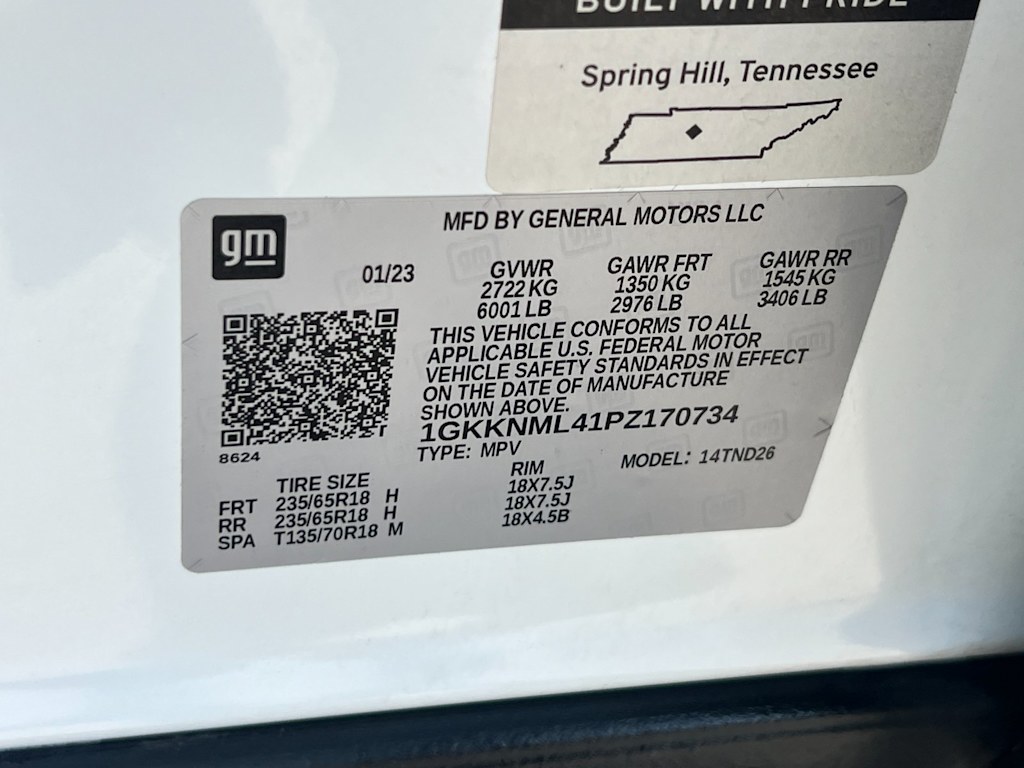 BUILT WITH PRIDE
Spring Hill, Tennessee
gm
MFD BY GENERAL MOTORS LLC
01/23
GVWR GAWR FRT GAWR RR
2722 KG 1350 KG 1545 KG
6001 LB 2976 LB 3406 LB
THIS VEHICLE CONFORMS TO ALL
APPLICABLE U.S. FEDERAL MOTOR
VEHICLE SAFETY STANDARDS IN EFFECT
ON THE DATE OF MANUFACTURE
SHOWN ABOVE.
1GKKNML41PZ170734
8624
TYPE: MPV MODEL: 14TND26
TIRE SIZE RIM
FRT 235/65R18 H 18X7.5J
RR 235/65R18 H 18X7.5J
SPA T135/70R18 M 18X4.5B